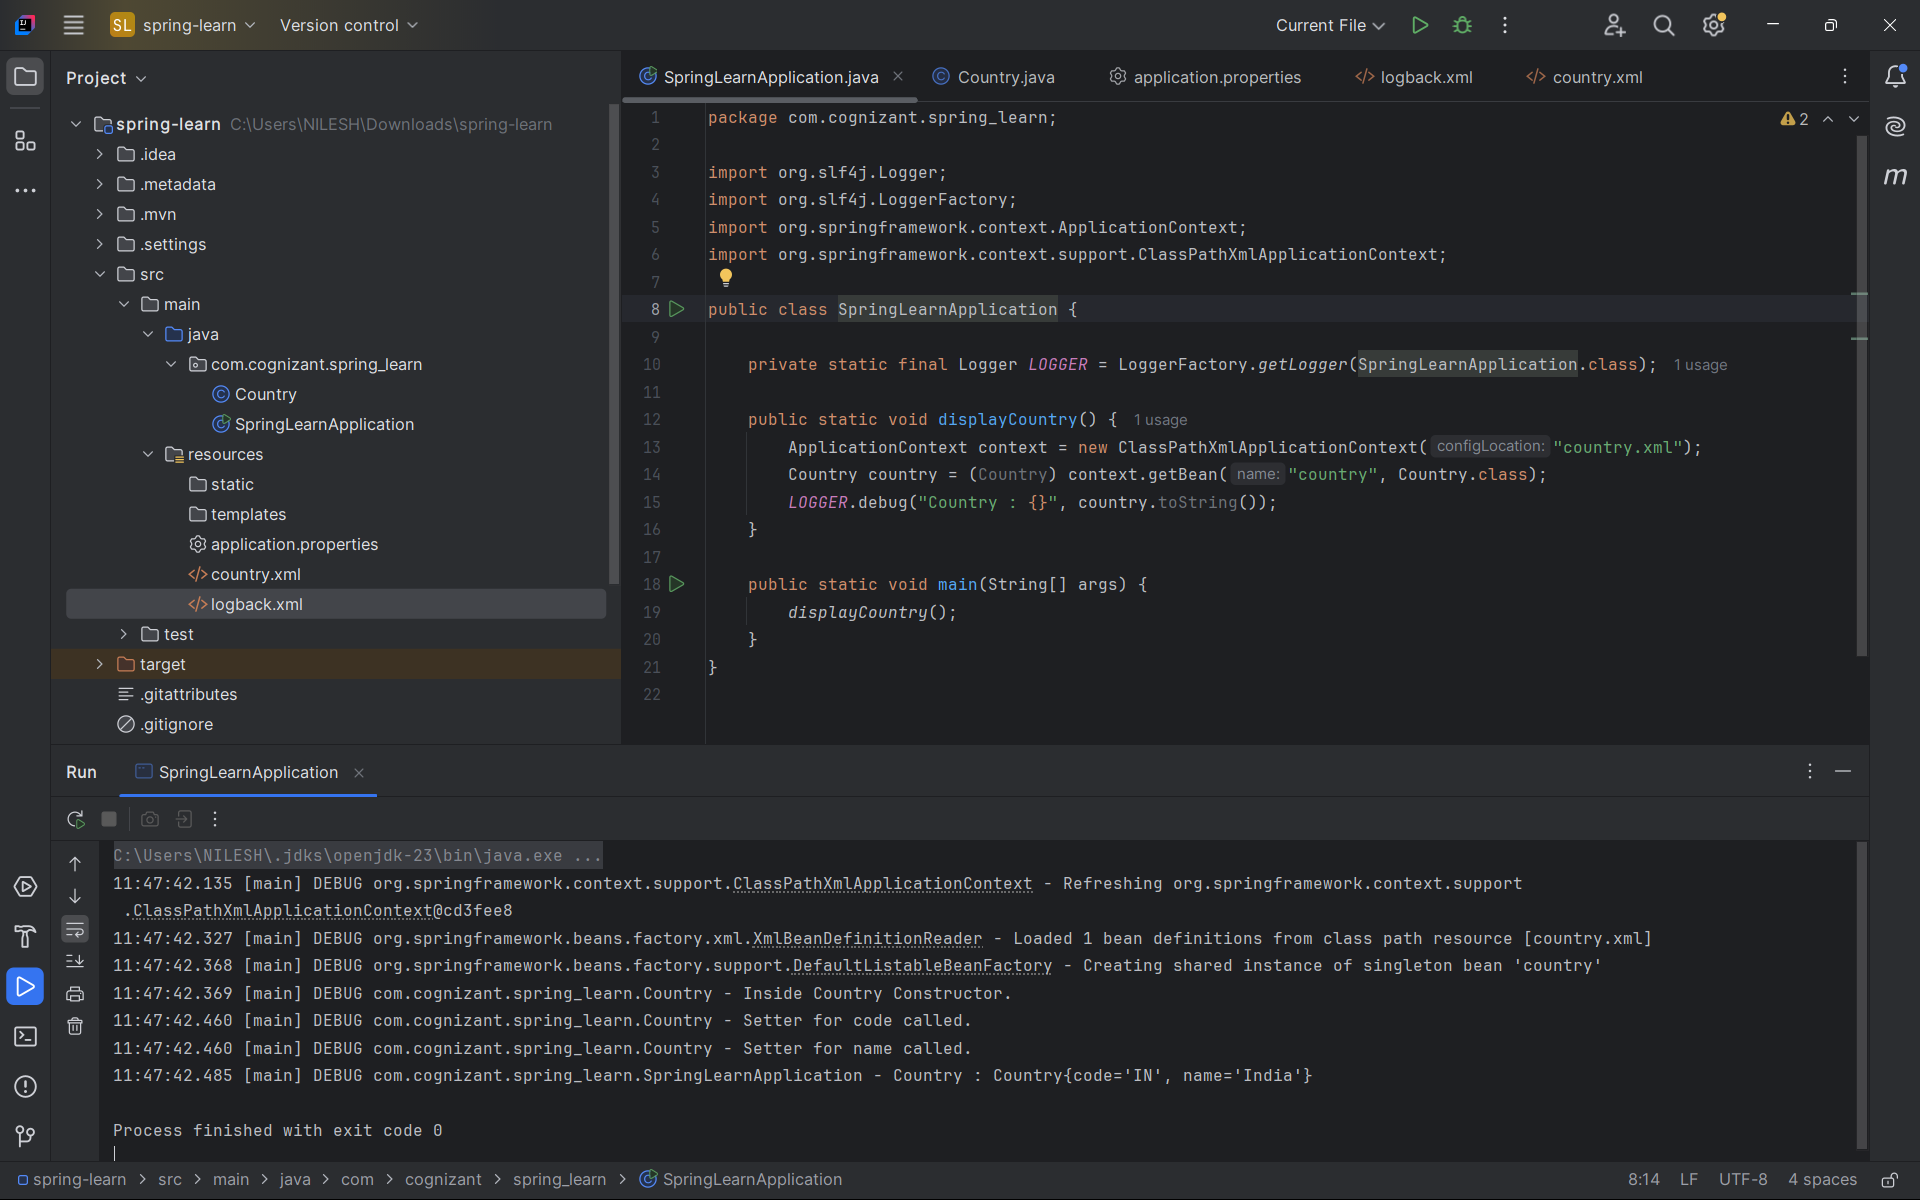 SL spring-learn Version control Current File
Project
SpringLearnApplication.java Country.java application.properties logback.xml country.xml
spring-learn C:\Users\NILESH\Downloads\spring-learn
.idea
.metadata
.mvn
.settings
src
main
java
com.cognizant.spring_learn
Country
SpringLearnApplication
resources
static
templates
application.properties
country.xml
logback.xml
test
target
.gitattributes
.gitignore
2
1 package com.cognizant.spring_learn;
2
3 import org.slf4j.Logger;
4 import org.slf4j.LoggerFactory;
5 import org.springframework.context.ApplicationContext;
6 import org.springframework.context.support.ClassPathXmlApplicationContext;
7
8 public class SpringLearnApplication {
9
10 private static final Logger LOGGER = LoggerFactory.getLogger(SpringLearnApplication.class); 1 usage
11
12 public static void displayCountry() { 1 usage
13 ApplicationContext context = new ClassPathXmlApplicationContext( configLocation: "country.xml");
14 Country country = (Country) context.getBean( name: "country", Country.class);
15 LOGGER.debug("Country : {}", country.toString());
16 }
17
18 public static void main(String[] args) {
19 displayCountry();
20 }
21 }
22
m
Run SpringLearnApplication
C:\Users\NILESH\.jdks\openjdk-23\bin\java.exe ...
11:47:42.135 [main] DEBUG org.springframework.context.support.ClassPathXmlApplicationContext - Refreshing org.springframework.context.support
.ClassPathXmlApplicationContext@cd3fee8
11:47:42.327 [main] DEBUG org.springframework.beans.factory.xml.XmlBeanDefinitionReader - Loaded 1 bean definitions from class path resource [country.xml]
11:47:42.368 [main] DEBUG org.springframework.beans.factory.support.DefaultListableBeanFactory - Creating shared instance of singleton bean 'country'
11:47:42.369 [main] DEBUG com.cognizant.spring_learn.Country - Inside Country Constructor.
11:47:42.460 [main] DEBUG com.cognizant.spring_learn.Country - Setter for code called.
11:47:42.460 [main] DEBUG com.cognizant.spring_learn.Country - Setter for name called.
11:47:42.485 [main] DEBUG com.cognizant.spring_learn.SpringLearnApplication - Country : Country{code='IN', name='India'}
Process finished with exit code 0
spring-learn > src > main > java > com > cognizant > spring_learn > SpringLearnApplication 8:14 LF UTF-8 4 spaces